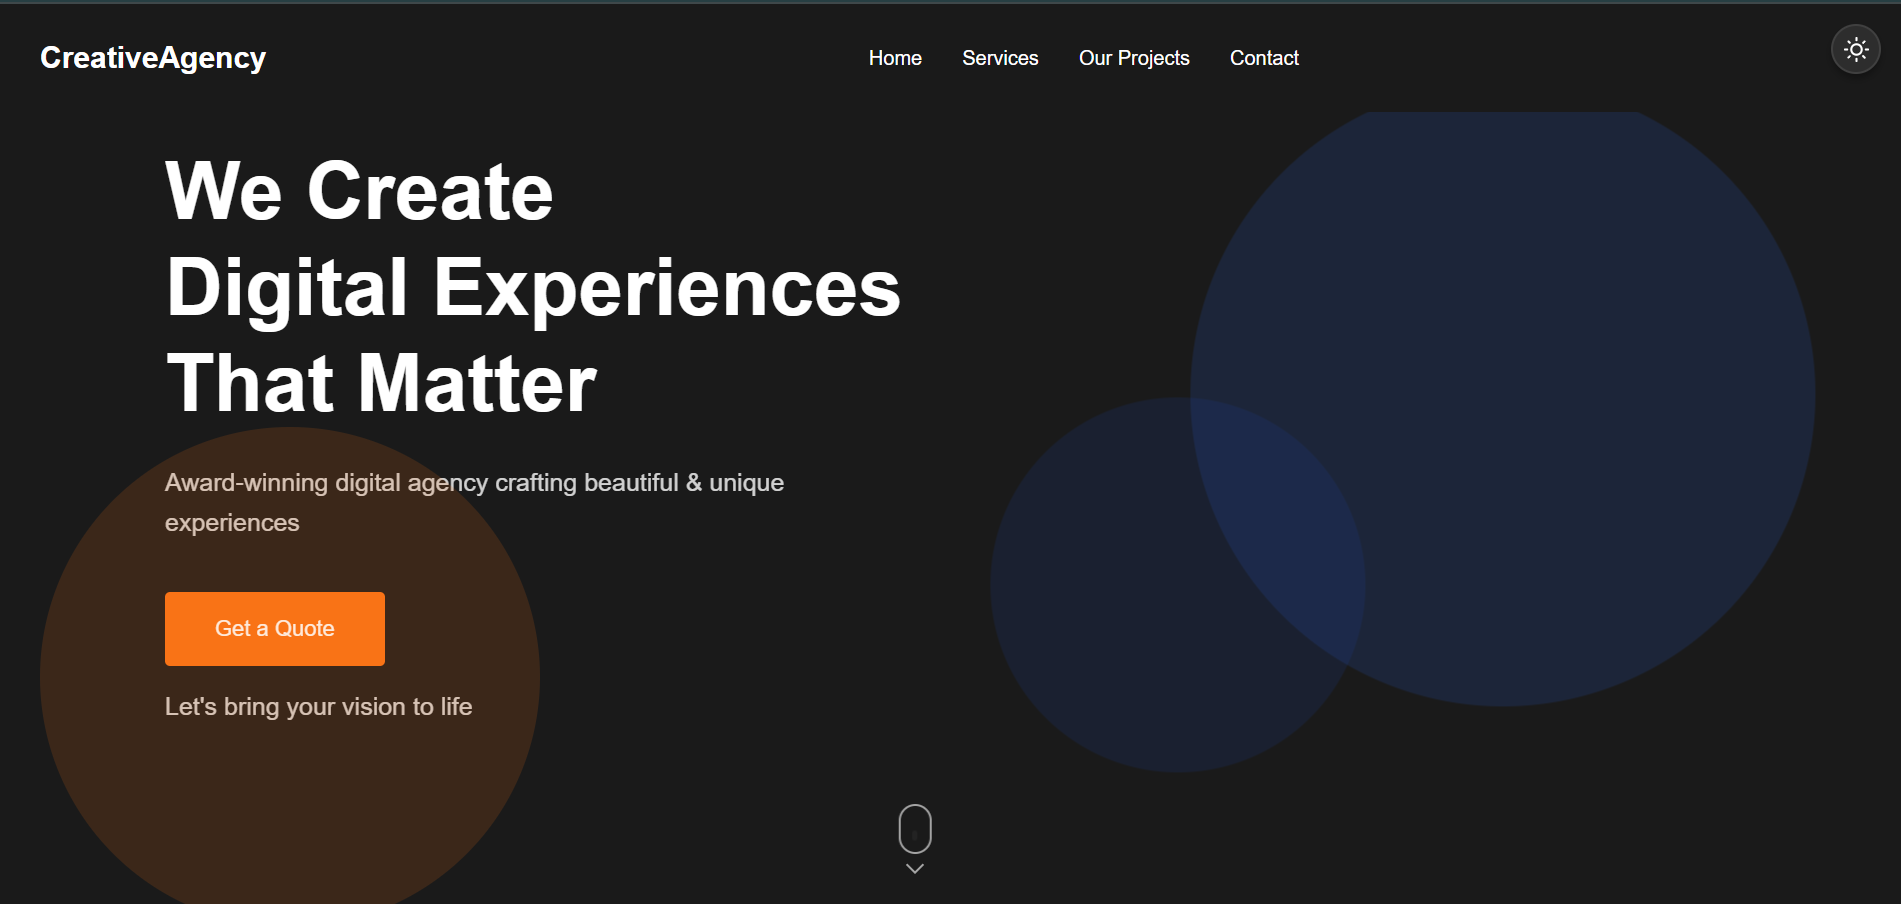 CreativeAgency
Home Services Our Projects Contact
We Create
Digital Experiences
That Matter
Award-winning digital agency crafting beautiful & unique
experiences
Get a Quote
Let's bring your vision to life